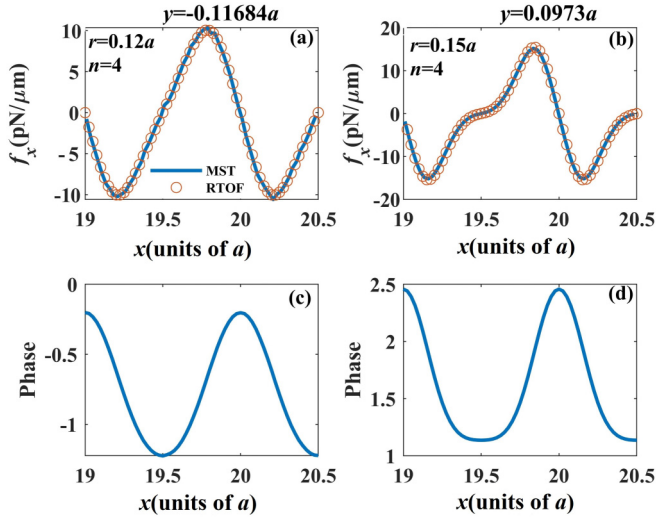 y=-0.11684a
y=0.0973a
10
5
0
-5
-10
fx(pN/μm)
r=0.12a
n=4
(a)
MST
RTOF
19
19.5
20
20.5
x(units of a)
20
10
0
-10
-20
fx(pN/μm)
r=0.15a
n=4
(b)
19
19.5
20
20.5
x(units of a)
0
-0.5
-1
Phase
(c)
19
19.5
20
20.5
x(units of a)
2.5
2
1.5
1
Phase
(d)
19
19.5
20
20.5
x(units of a)